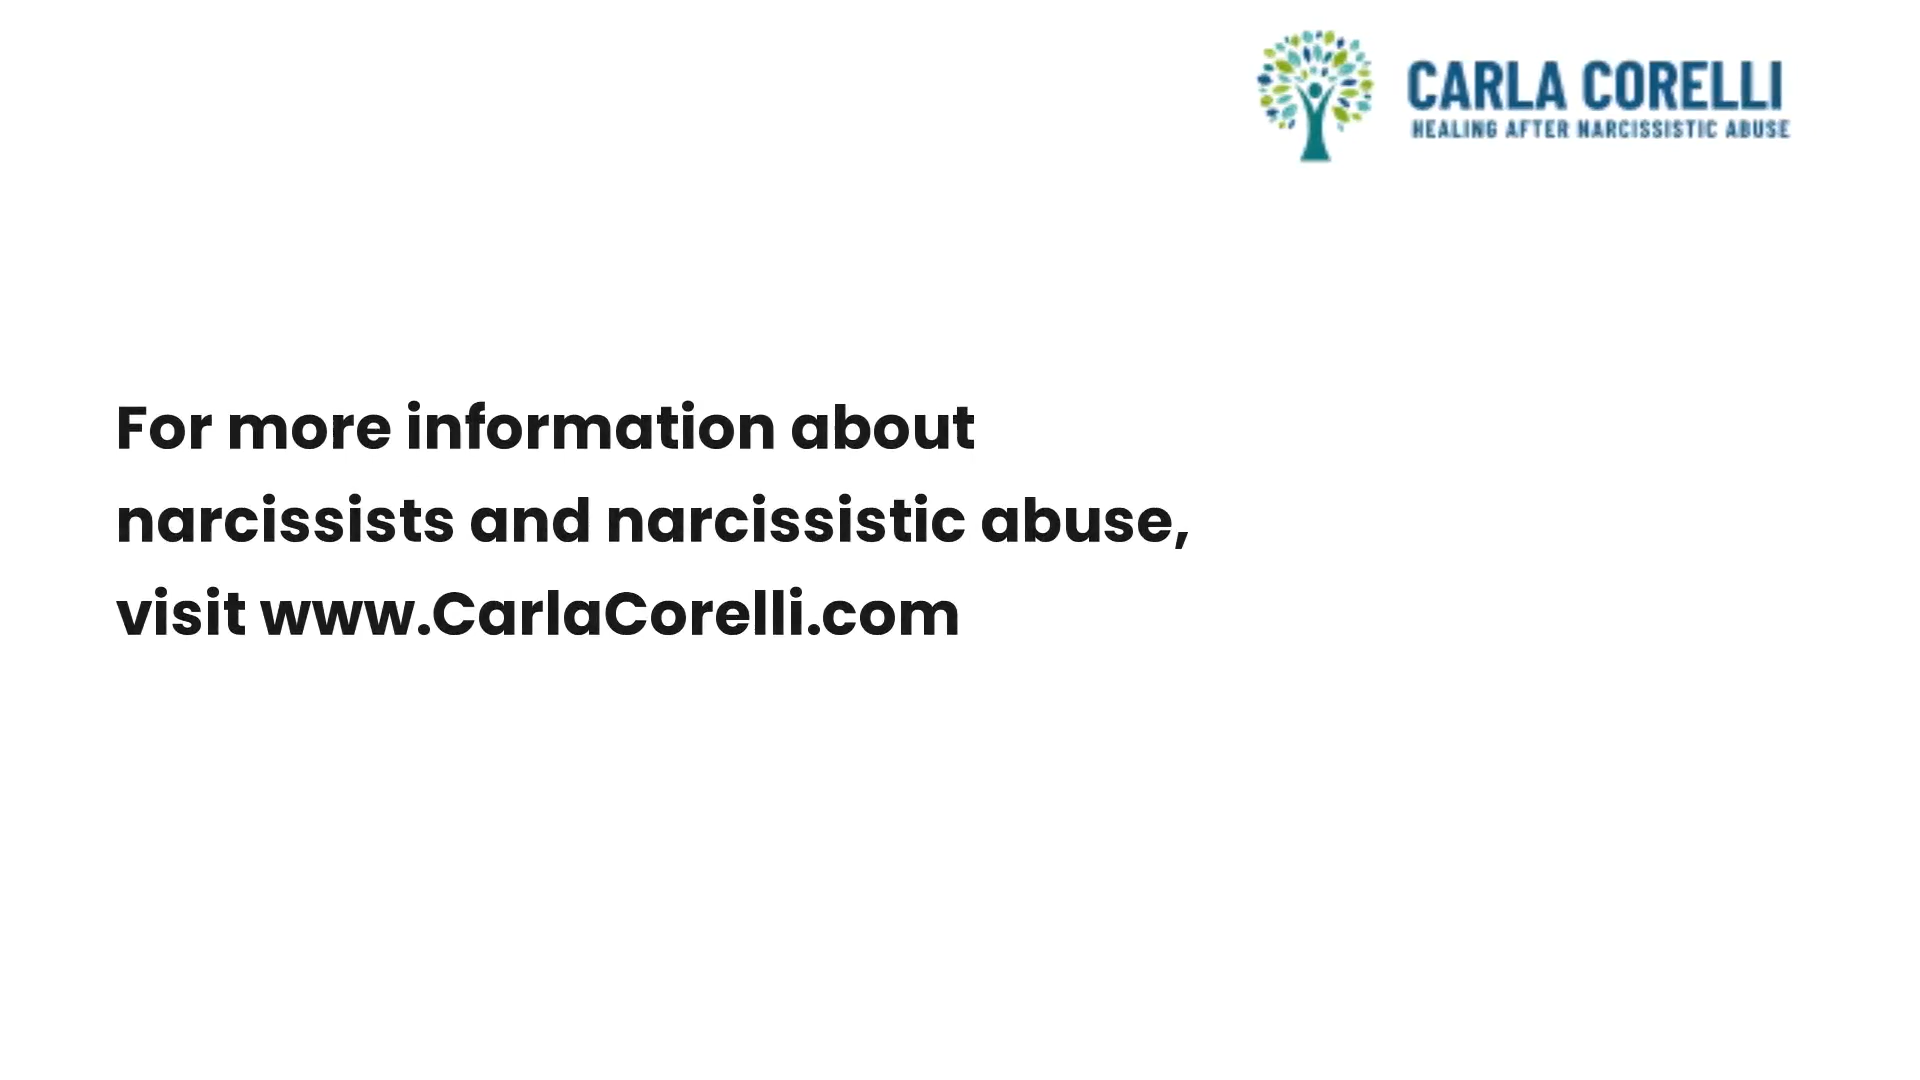 CARLA CORELLI
HEALING AFTER NARCISSISTIC ABUSE
For more information about
narcissists and narcissistic abuse,
visit www.CarlaCorelli.com